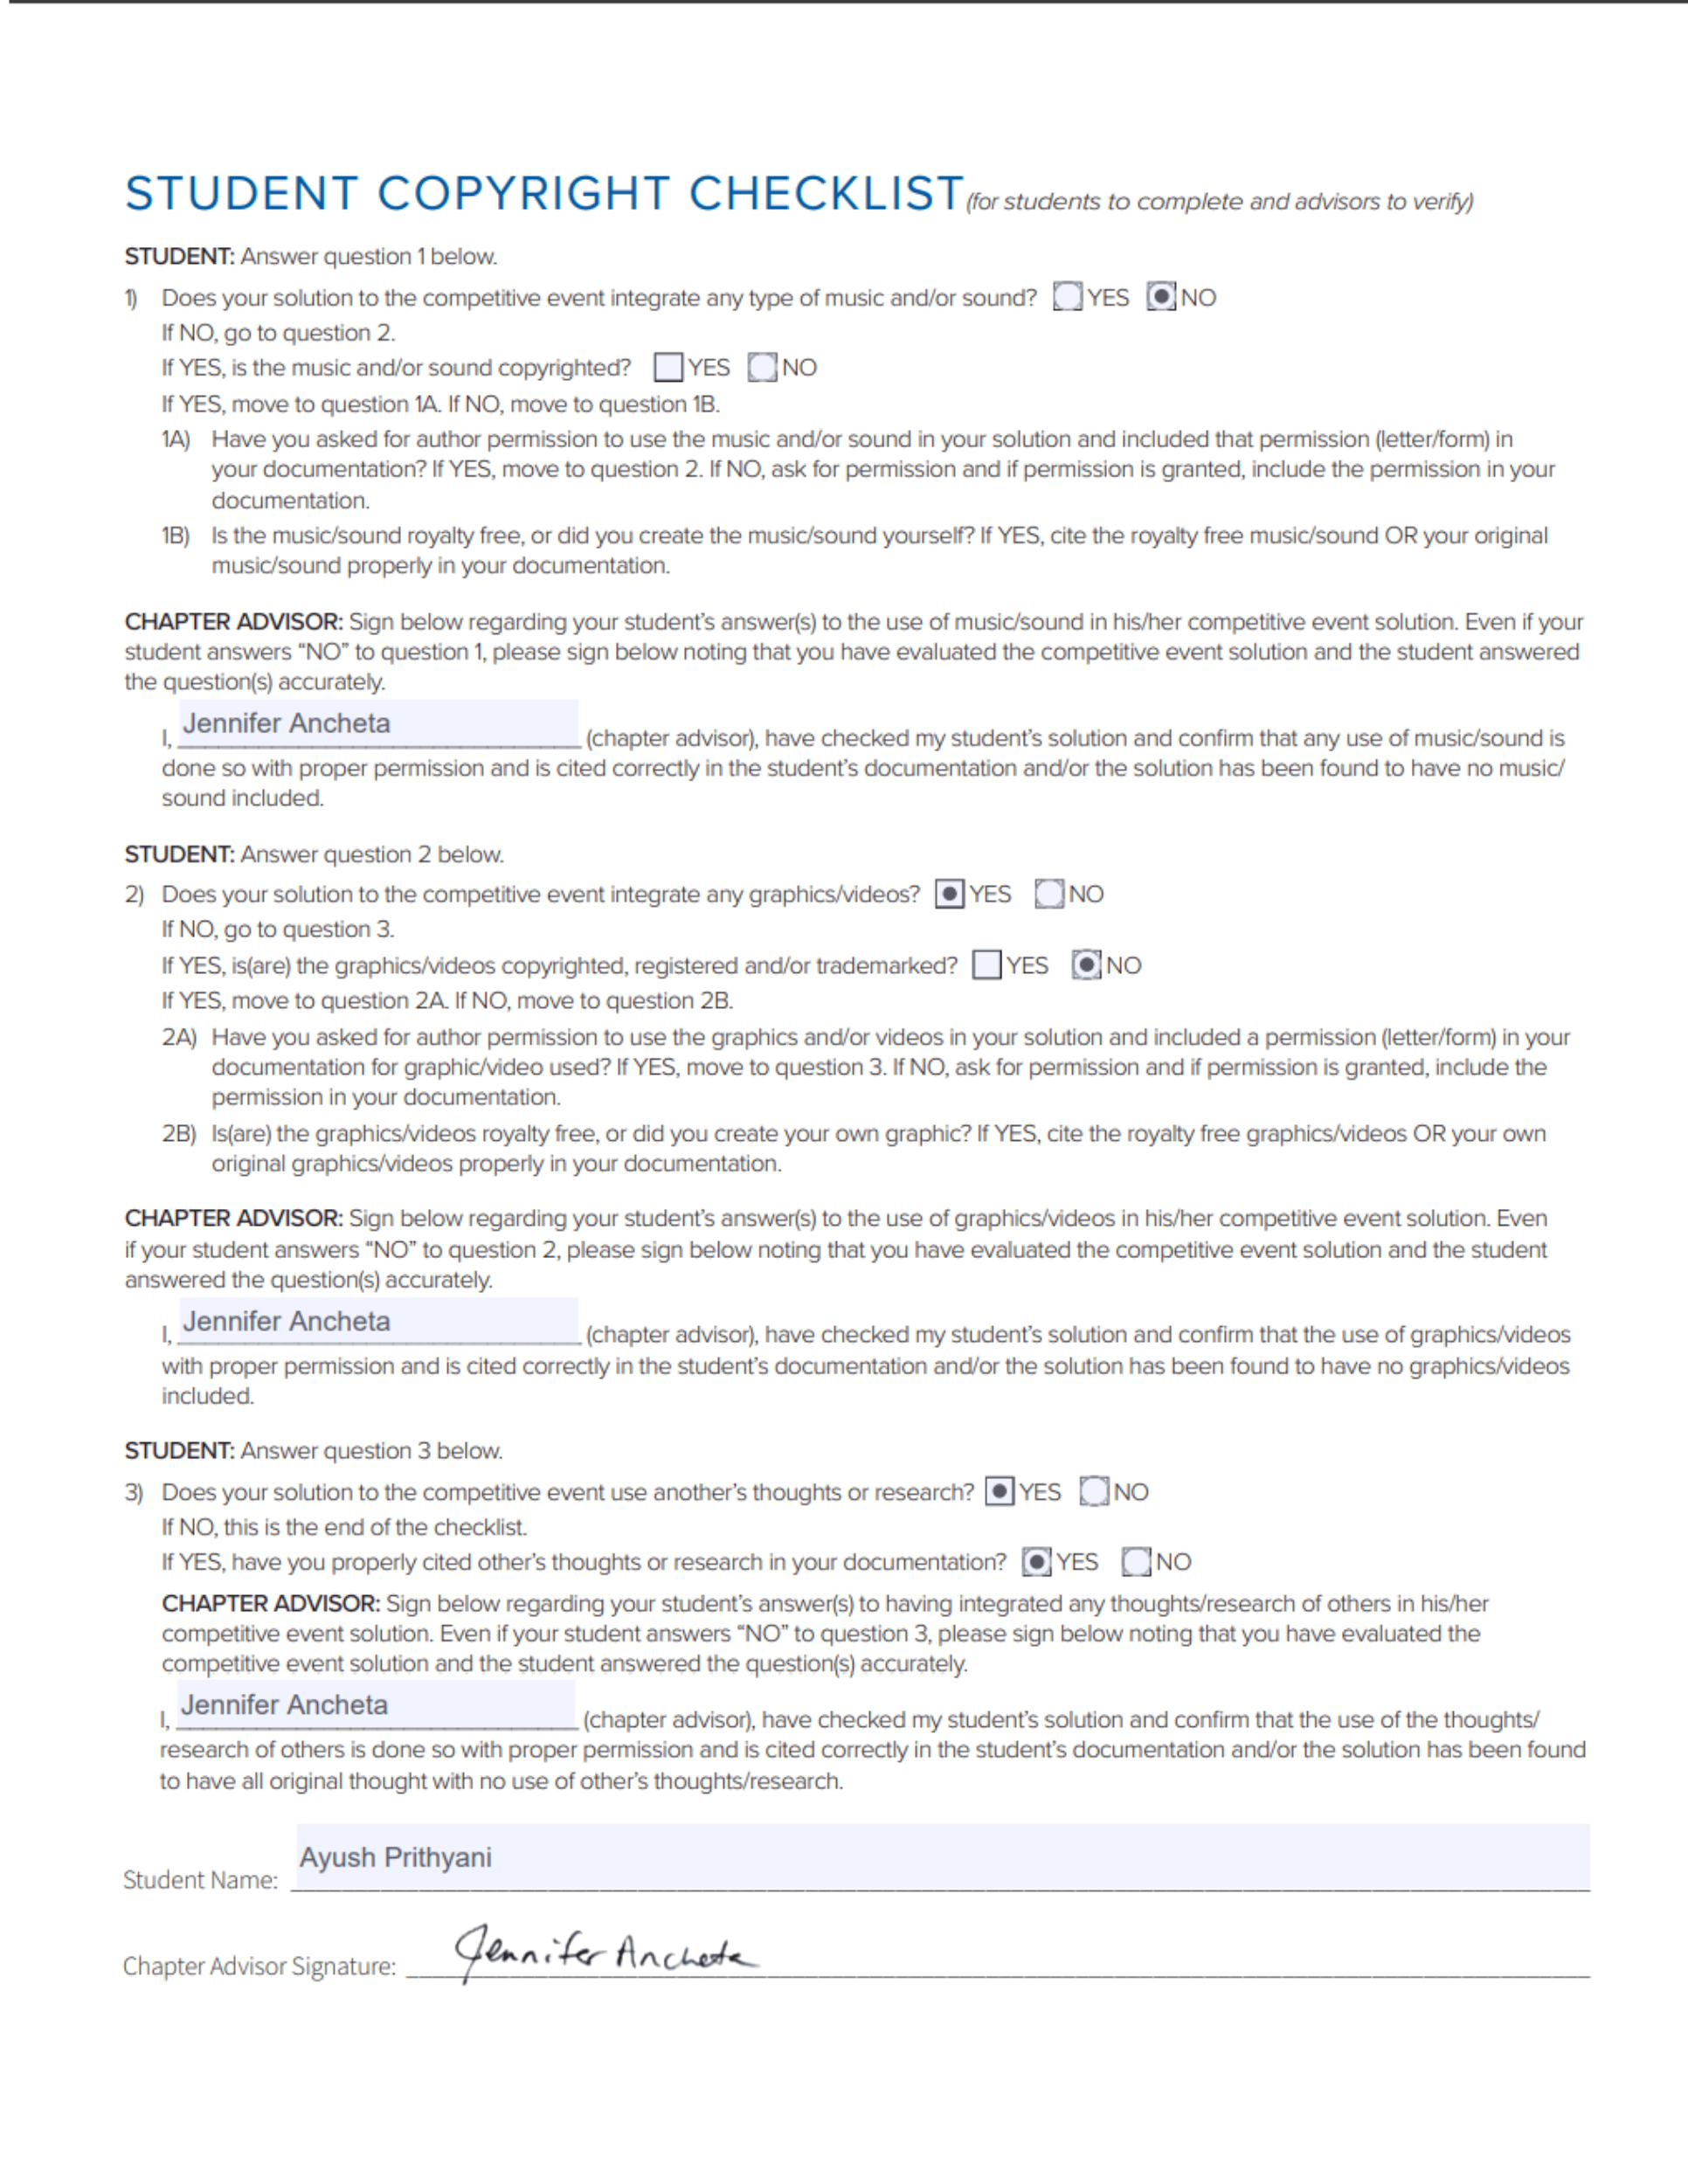 STUDENT COPYRIGHT CHECKLIST (for students to complete and advisors to verify)
STUDENT: Answer question 1 below.
1) Does your solution to the competitive event integrate any type of music and/or sound? YES NO
If NO, go to question 2.
If YES, is the music and/or sound copyrighted? YES NO
If YES, move to question 1A. If NO, move to question 1B.
1A) Have you asked for author permission to use the music and/or sound in your solution and included that permission (letter/form) in
your documentation? If YES, move to question 2. If NO, ask for permission and if permission is granted, include the permission in your
documentation.
1B) Is the music/sound royalty free, or did you create the music/sound yourself? If YES, cite the royalty free music/sound OR your original
music/sound properly in your documentation.
CHAPTER ADVISOR: Sign below regarding your student's answer(s) to the use of music/sound in his/her competitive event solution. Even if your
student answers “NO” to question 1, please sign below noting that you have evaluated the competitive event solution and the student answered
the question(s) accurately.
I, Jennifer Ancheta (chapter advisor), have checked my student's solution and confirm that any use of music/sound is
done so with proper permission and is cited correctly in the student's documentation and/or the solution has been found to have no music/
sound included.
STUDENT: Answer question 2 below.
2) Does your solution to the competitive event integrate any graphics/videos? YES NO
If NO, go to question 3.
If YES, is(are) the graphics/videos copyrighted, registered and/or trademarked? YES NO
If YES, move to question 2A. If NO, move to question 2B.
2A) Have you asked for author permission to use the graphics and/or videos in your solution and included a permission (letter/form) in your
documentation for graphic/video used? If YES, move to question 3. If NO, ask for permission and if permission is granted, include the
permission in your documentation.
2B) Is(are) the graphics/videos royalty free, or did you create your own graphic? If YES, cite the royalty free graphics/videos OR your own
original graphics/videos properly in your documentation.
CHAPTER ADVISOR: Sign below regarding your student's answer(s) to the use of graphics/videos in his/her competitive event solution. Even
if your student answers “NO” to question 2, please sign below noting that you have evaluated the competitive event solution and the student
answered the question(s) accurately.
I, Jennifer Ancheta (chapter advisor), have checked my student's solution and confirm that the use of graphics/videos
with proper permission and is cited correctly in the student's documentation and/or the solution has been found to have no graphics/videos
included.
STUDENT: Answer question 3 below.
3) Does your solution to the competitive event use another's thoughts or research? YES NO
If NO, this is the end of the checklist.
If YES, have you properly cited other's thoughts or research in your documentation? YES NO
CHAPTER ADVISOR: Sign below regarding your student's answer(s) to having integrated any thoughts/research of others in his/her
competitive event solution. Even if your student answers “NO” to question 3, please sign below noting that you have evaluated the
competitive event solution and the student answered the question(s) accurately.
I, Jennifer Ancheta (chapter advisor), have checked my student's solution and confirm that the use of the thoughts/
research of others is done so with proper permission and is cited correctly in the student's documentation and/or the solution has been found
to have all original thought with no use of other's thoughts/research.
Student Name: Ayush Prithyani
Chapter Advisor Signature: Jennifer Ancheta